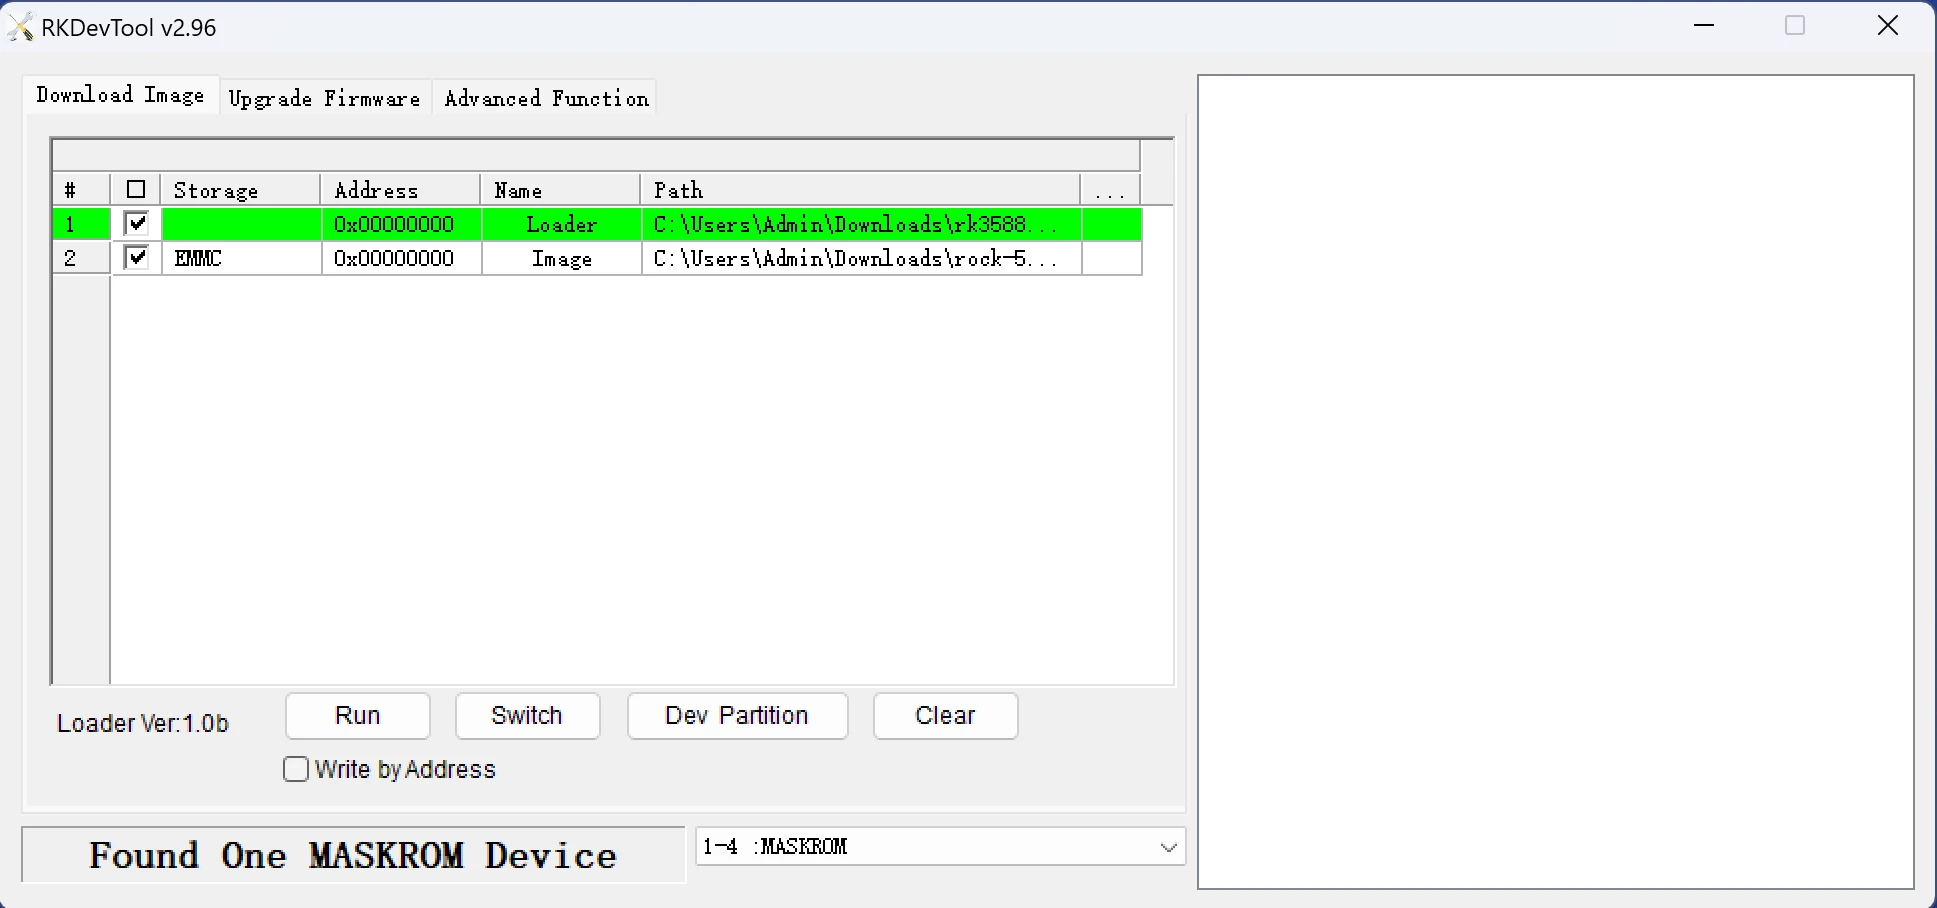 RKDevTool v2.96
Download Image Upgrade Firmware Advanced Function
# Storage Address Name Path ...
1 0x00000000 Loader C:\Users\Admin\Downloads\rk3588...
2 EMMC 0x00000000 Image C:\Users\Admin\Downloads\rock-5...
Loader Ver:1.0b Run Switch Dev Partition Clear
Write by Address
Found One MASKROM Device 1-4 :MASKROM